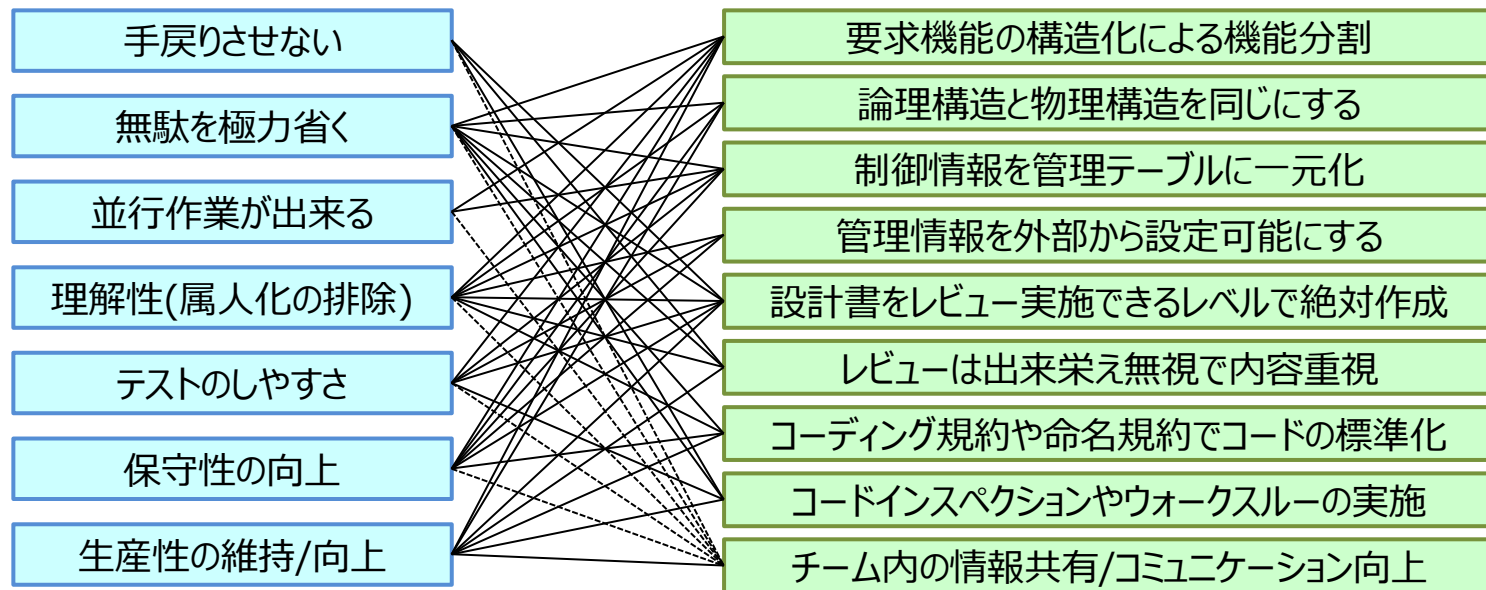 手戻りさせない
無駄を極力省く
並行作業が出来る
理解性(属人化の排除)
テストのしやすさ
保守性の向上
生産性の維持/向上
要求機能の構造化による機能分割
論理構造と物理構造を同じにする
制御情報を管理テーブルに一元化
管理情報を外部から設定可能にする
設計書をレビュー実施できるレベルで絶対作成
レビューは出来栄え無視で内容重視
コーディング規約や命名規約でコードの標準化
コードインスペクションやウォークスルーの実施
チーム内の情報共有/コミュニケーション向上